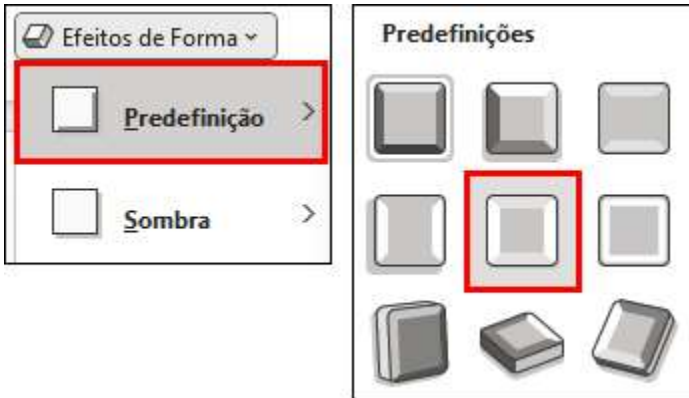 Efeitos de Forma
Predefinição
Sombra
Predefinições